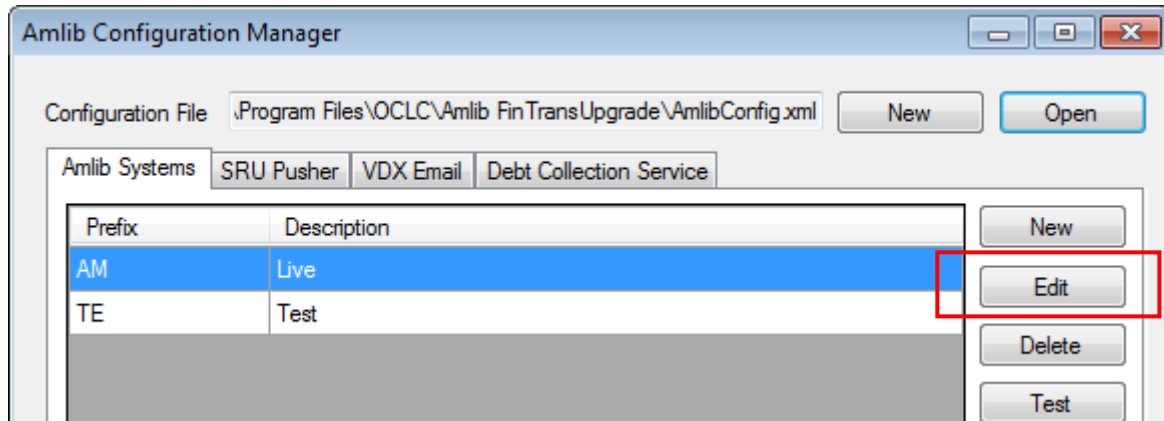 Amlib Configuration Manager
Configuration File .Program Files\OCLC\Amlib FinTransUpgrade\AmlibConfig.xml New Open
Amlib Systems SRU Pusher VDX Email Debt Collection Service
Prefix Description New
AM Live Edit
TE Test
Delete
Test